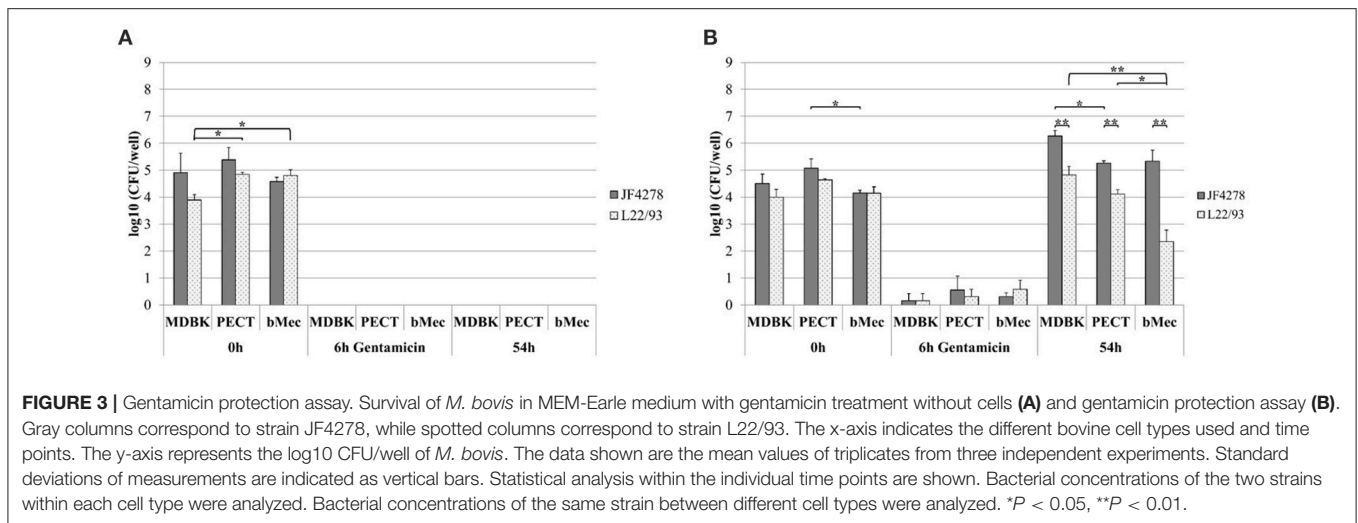 A
B
9
8
7
6
5
4
3
2
1
0
log10 (CFU/well)
*
*
MDBK PECT bMec MDBK PECT bMec MDBK PECT bMec
0h 6h Gentamicin 54h
JF4278
L22/93
9
8
7
6
5
4
3
2
1
0
log10 (CFU/well)
*
**
*
*
** ** **
MDBK PECT bMec MDBK PECT bMec MDBK PECT bMec
0h 6h Gentamicin 54h
JF4278
L22/93
FIGURE 3 | Gentamicin protection assay. Survival of M. bovis in MEM-Earle medium with gentamicin treatment without cells (A) and gentamicin protection assay (B).
Gray columns correspond to strain JF4278, while spotted columns correspond to strain L22/93. The x-axis indicates the different bovine cell types used and time
points. The y-axis represents the log10 CFU/well of M. bovis. The data shown are the mean values of triplicates from three independent experiments. Standard
deviations of measurements are indicated as vertical bars. Statistical analysis within the individual time points are shown. Bacterial concentrations of the two strains
within each cell type were analyzed. Bacterial concentrations of the same strain between different cell types were analyzed. *P < 0.05, **P < 0.01.